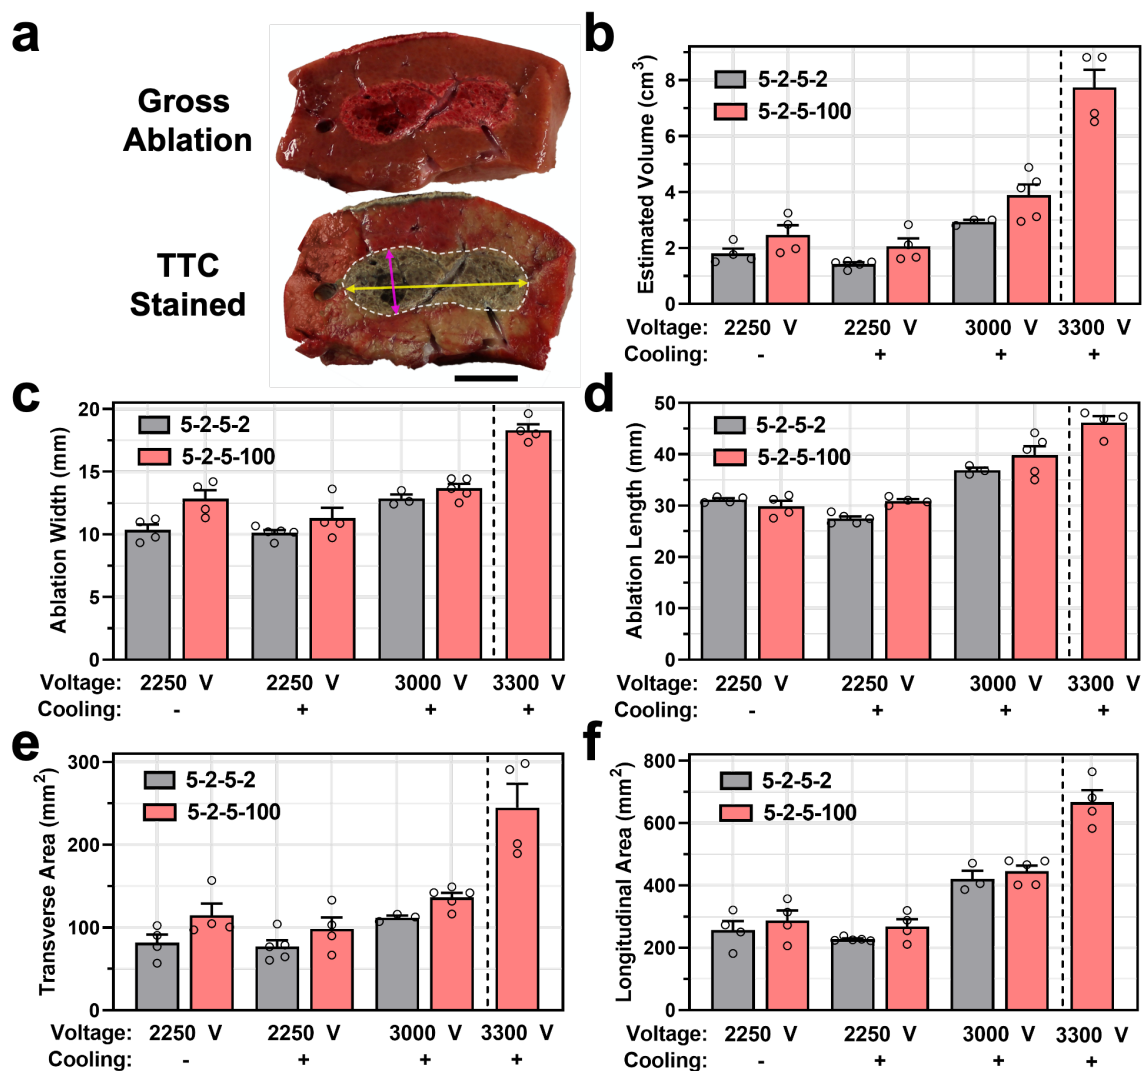 a
Gross
Ablation
TTC
Stained
b
Estimated Volume (cm³)
8
6
4
2
0
5-2-5-2
5-2-5-100
Voltage: 2250 V 2250 V 3000 V 3300 V
Cooling: - + + +
c
Ablation Width (mm)
20
15
10
5
0
5-2-5-2
5-2-5-100
Voltage: 2250 V 2250 V 3000 V 3300 V
Cooling: - + + +
d
Ablation Length (mm)
50
40
30
20
10
0
5-2-5-2
5-2-5-100
Voltage: 2250 V 2250 V 3000 V 3300 V
Cooling: - + + +
e
Transverse Area (mm²)
300
200
100
0
5-2-5-2
5-2-5-100
Voltage: 2250 V 2250 V 3000 V 3300 V
Cooling: - + + +
f
Longitudinal Area (mm²)
800
600
400
200
0
5-2-5-2
5-2-5-100
Voltage: 2250 V 2250 V 3000 V 3300 V
Cooling: - + + +